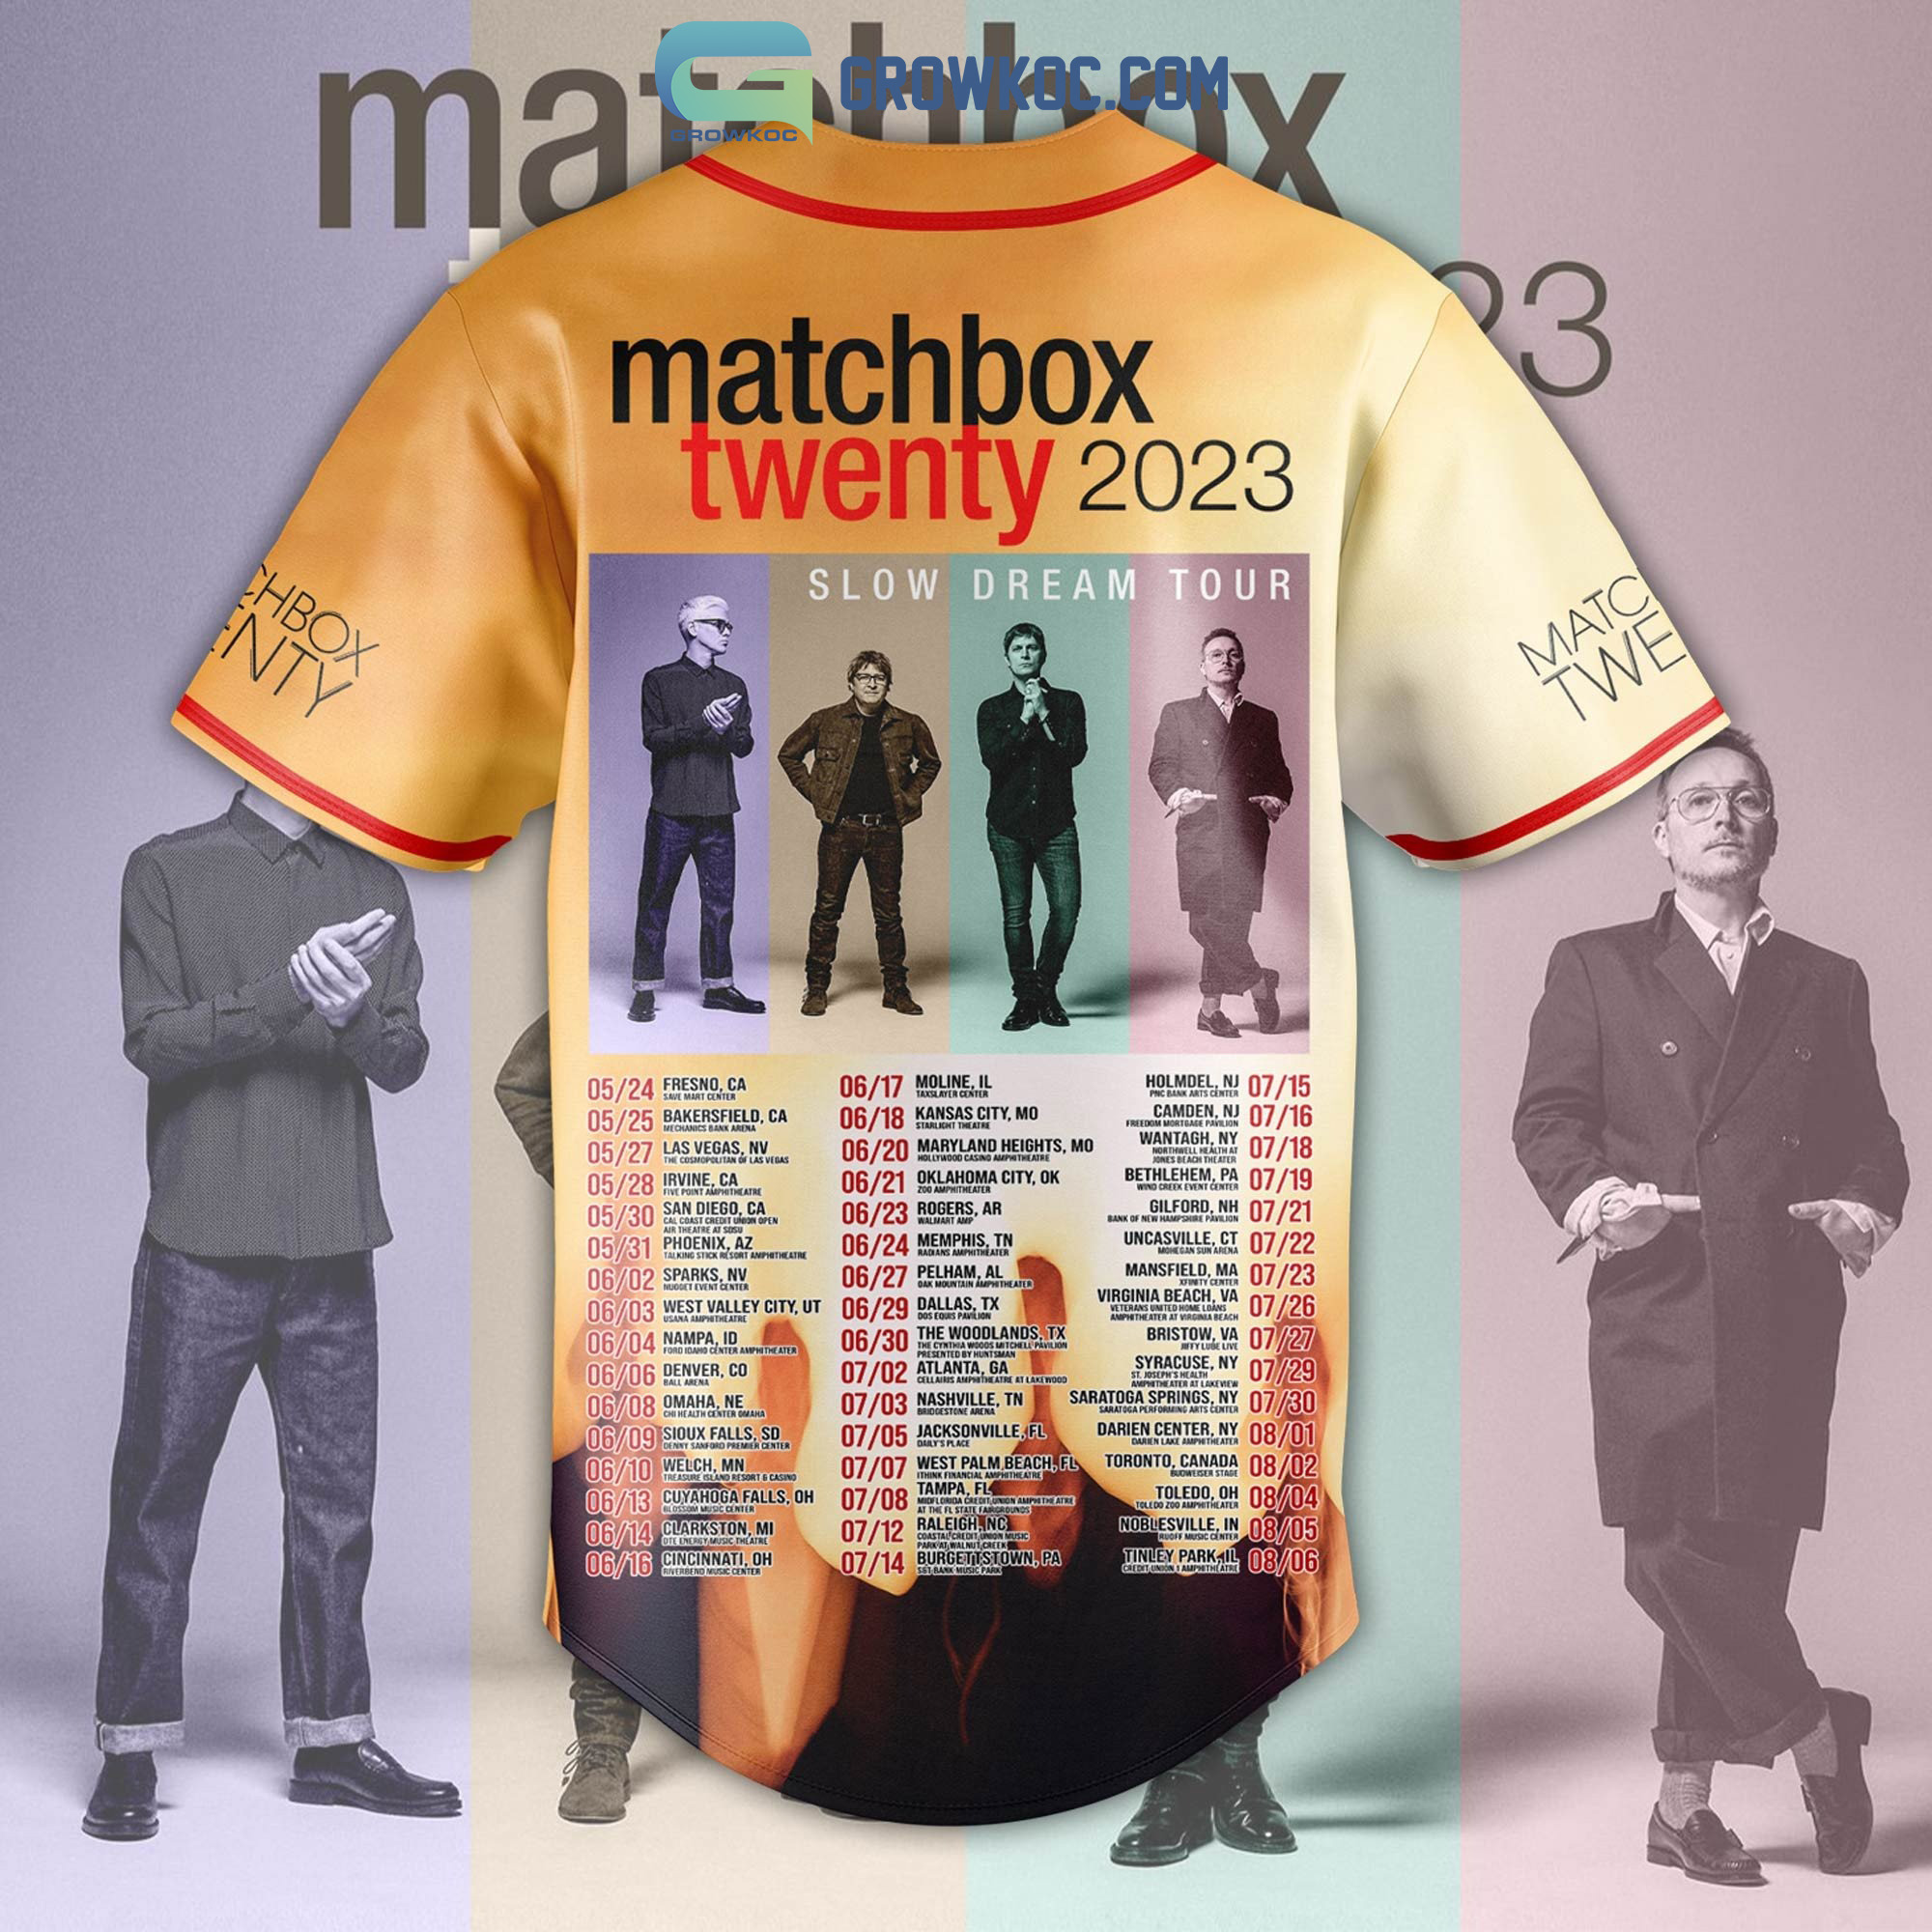 matchbox
GROWKOC
GROWKOC.COM
23
matchbox
twenty 2023
CHBOX
ENTY
MATC
TWE
SLOW DREAM TOUR
05/24 FRESNO, CA
SAVE MART CENTER
05/25 BAKERSFIELD, CA
MECHANICS BANK ARENA
05/27 LAS VEGAS, NV
THE COSMOPOLITAN OF LAS VEGAS
05/28 IRVINE, CA
FIVE POINT AMPHITHEATRE
05/30 SAN DIEGO, CA
CAL COAST CREDIT UNION OPEN
AIR THEATRE AT SDSU
05/31 PHOENIX, AZ
TALKING STICK RESORT AMPHITHEATRE
06/02 SPARKS, NV
NUGGET EVENT CENTER
06/03 WEST VALLEY CITY, UT
USANA AMPHITHEATRE
06/04 NAMPA, ID
FORD IDAHO CENTER AMPHITHEATER
06/06 DENVER, CO
BALL ARENA
06/08 OMAHA, NE
CHI HEALTH CENTER OMAHA
06/09 SIOUX FALLS, SD
DENNY SANFORD PREMIER CENTER
06/10 WELCH, MN
TREASURE ISLAND RESORT & CASINO
06/13 CUYAHOGA FALLS, OH
BLOSSOM MUSIC CENTER
06/14 CLARKSTON, MI
DTE ENERGY MUSIC THEATRE
06/16 CINCINNATI, OH
RIVERBEND MUSIC CENTER
06/17 MOLINE, IL
TAXSLAYER CENTER
06/18 KANSAS CITY, MO
STARLIGHT THEATRE
06/20 MARYLAND HEIGHTS, MO
HOLLYWOOD CASINO AMPHITHEATRE
06/21 OKLAHOMA CITY, OK
ZOO AMPHITHEATER
06/23 ROGERS, AR
WALMART AMP
06/24 MEMPHIS, TN
RADIANS AMPHITHEATER
06/27 PELHAM, AL
OAK MOUNTAIN AMPHITHEATER
06/29 DALLAS, TX
DOS EQUIS PAVILION
06/30 THE WOODLANDS, TX
THE CYNTHIA WOODS MITCHELL PAVILION
PRESENTED BY HUNTSMAN
07/02 ATLANTA, GA
CELLAIRIS AMPHITHEATRE AT LAKEWOOD
07/03 NASHVILLE, TN
BRIDGESTONE ARENA
07/05 JACKSONVILLE, FL
DAILY'S PLACE
07/07 WEST PALM BEACH, FL
ITHINK FINANCIAL AMPHITHEATRE
07/08 TAMPA, FL
MIDFLORIDA CREDIT UNION AMPHITHEATRE
AT THE FL STATE FAIRGROUNDS
07/12 RALEIGH, NC
COASTAL CREDIT UNION MUSIC
PARK AT WALNUT CREEK
07/14 BURGETTSTOWN, PA
S&T BANK MUSIC PARK
HOLMDEL, NJ 07/15
PNC BANK ARTS CENTER
CAMDEN, NJ 07/16
FREEDOM MORTGAGE PAVILION
WANTAGH, NY 07/18
NORTHWELL HEALTH AT
JONES BEACH THEATER
BETHLEHEM, PA 07/19
WIND CREEK EVENT CENTER
GILFORD, NH 07/21
BANK OF NEW HAMPSHIRE PAVILION
UNCASVILLE, CT 07/22
MOHEGAN SUN ARENA
MANSFIELD, MA 07/23
XFINITY CENTER
VIRGINIA BEACH, VA 07/26
VETERANS UNITED HOME LOANS
AMPHITHEATER AT VIRGINIA BEACH
BRISTOW, VA 07/27
JIFFY LUBE LIVE
SYRACUSE, NY 07/29
ST. JOSEPH'S HEALTH
AMPHITHEATER AT LAKEVIEW
SARATOGA SPRINGS, NY 07/30
SARATOGA PERFORMING ARTS CENTER
DARIEN CENTER, NY 08/01
DARIEN LAKE AMPHITHEATER
TORONTO, CANADA 08/02
BUDWEISER STAGE
TOLEDO, OH 08/04
TOLEDO ZOO AMPHITHEATER
NOBLESVILLE, IN 08/05
RUOFF MUSIC CENTER
TINLEY PARK, IL 08/06
CREDIT UNION 1 AMPHITHEATRE